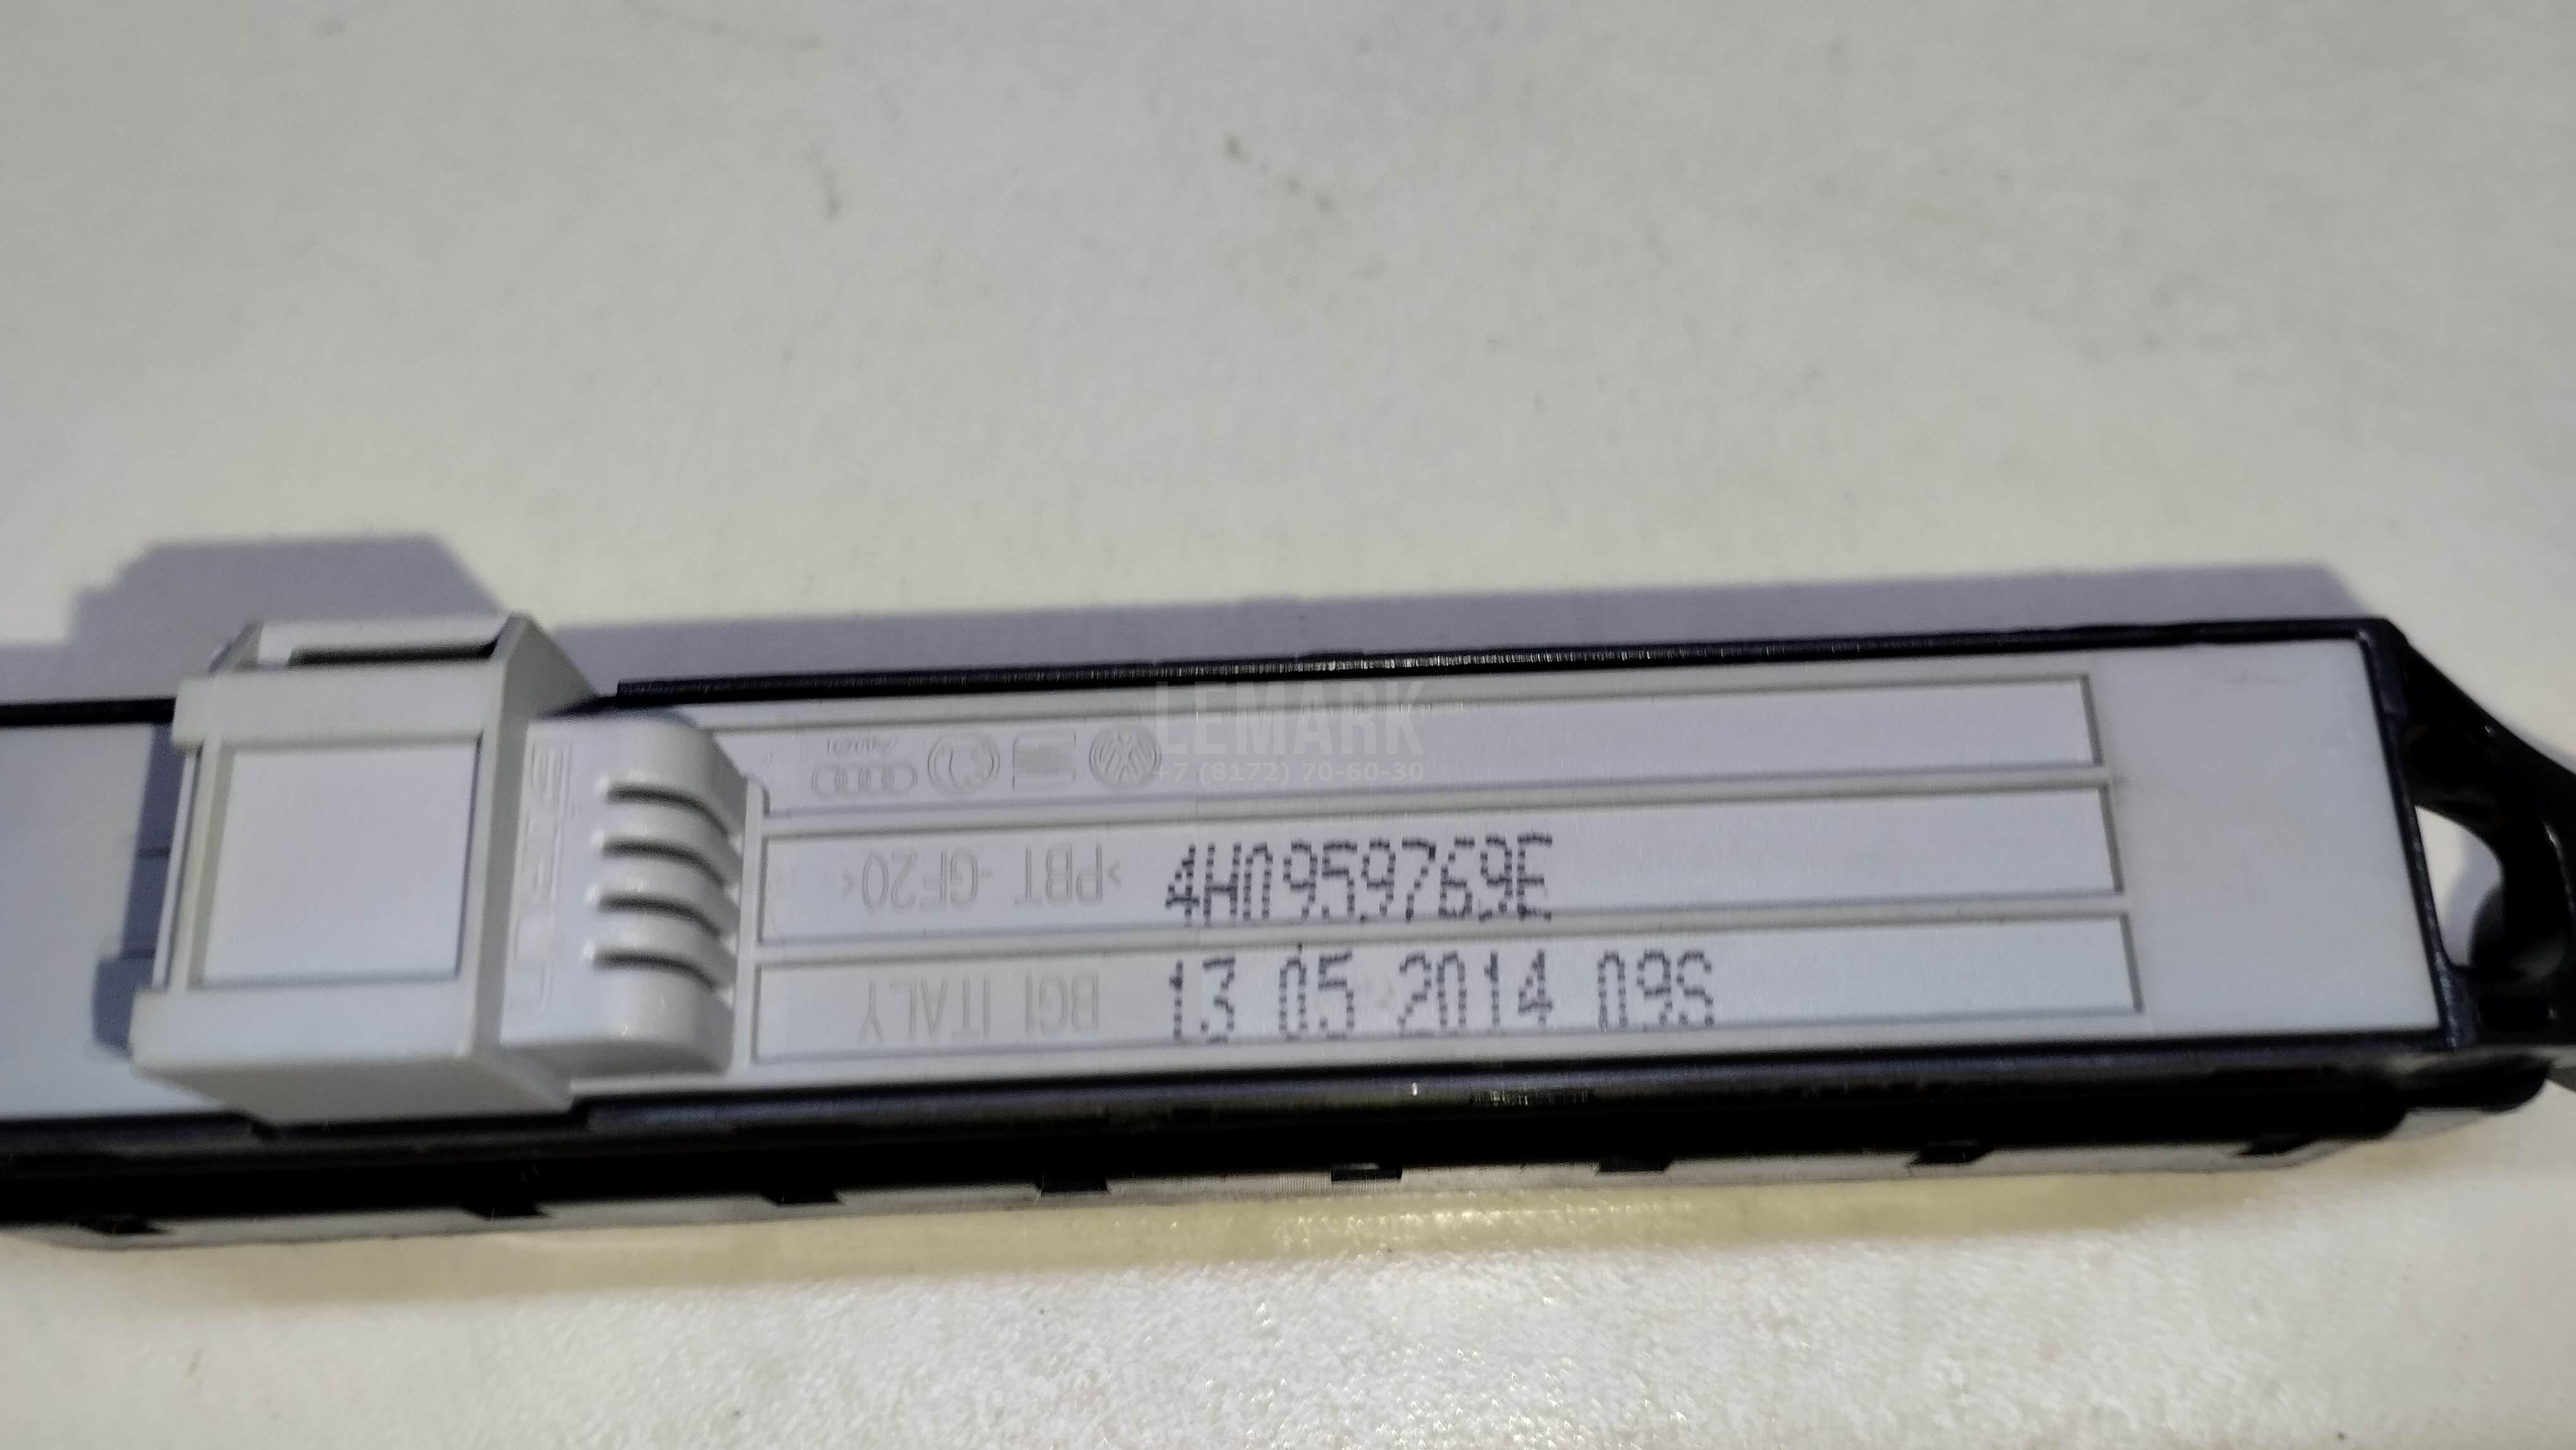 LEMARK
+7 (8172) 70-60-30
>PBT-GF20<
4H0959769E
BGI ITALY
13 05 2014 09S